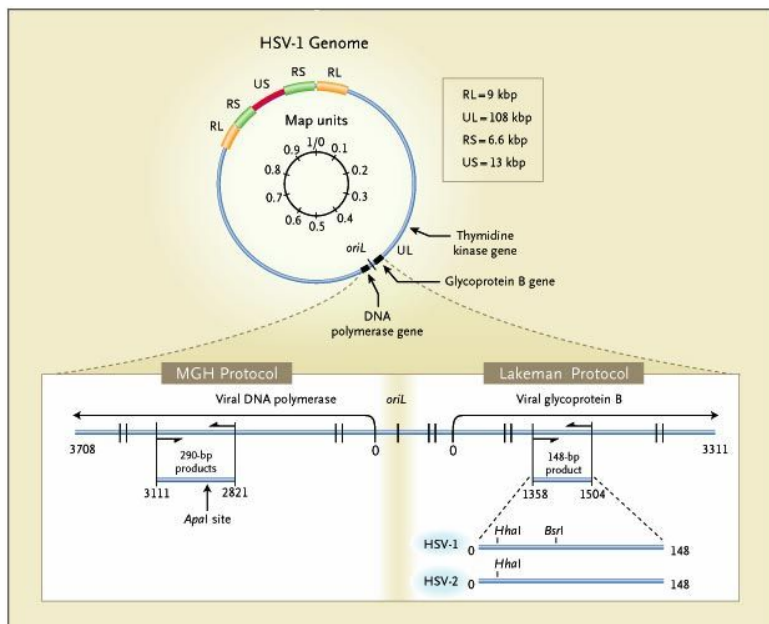 HSV-1 Genome
RS
RL
US
RS
RL
Map units
1/0
0.1
0.2
0.3
0.4
0.5
0.6
0.7
0.8
0.9
RL=9 kbp
UL=108 kbp
RS=6.6 kbp
US=13 kbp
oriL
UL
Thymidine
kinase gene
Glycoprotein B gene
DNA
polymerase gene
MGH Protocol
Lakeman Protocol
Viral DNA polymerase
oriL
Viral glycoprotein B
3708
0
0
3311
290-bp
products
3111
2821
ApaI site
148-bp
product
1358
1504
HSV-1
0
HhaI
BsrI
148
HSV-2
0
HhaI
148